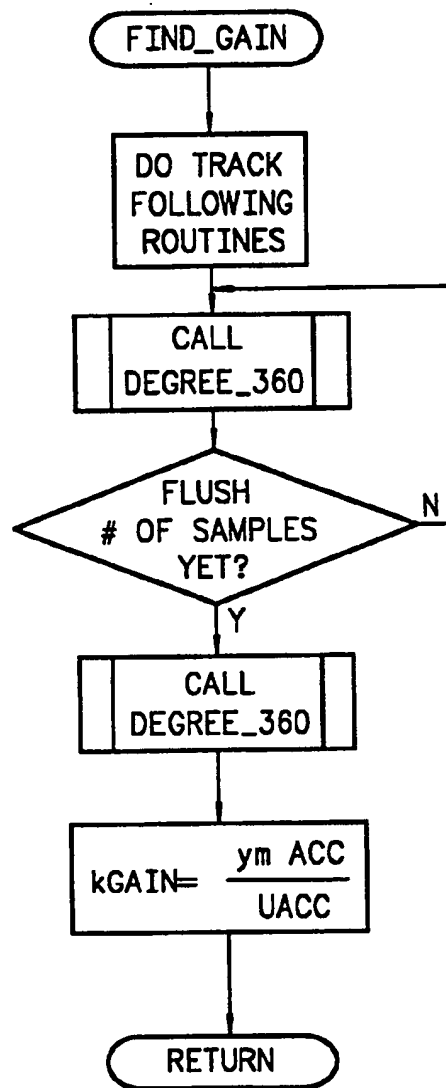 FIND_GAIN
DO TRACK
FOLLOWING
ROUTINES
CALL
DEGREE_360
FLUSH
# OF SAMPLES
YET?
N
Y
CALL
DEGREE_360
kGAIN= ym ACC
UACC
RETURN